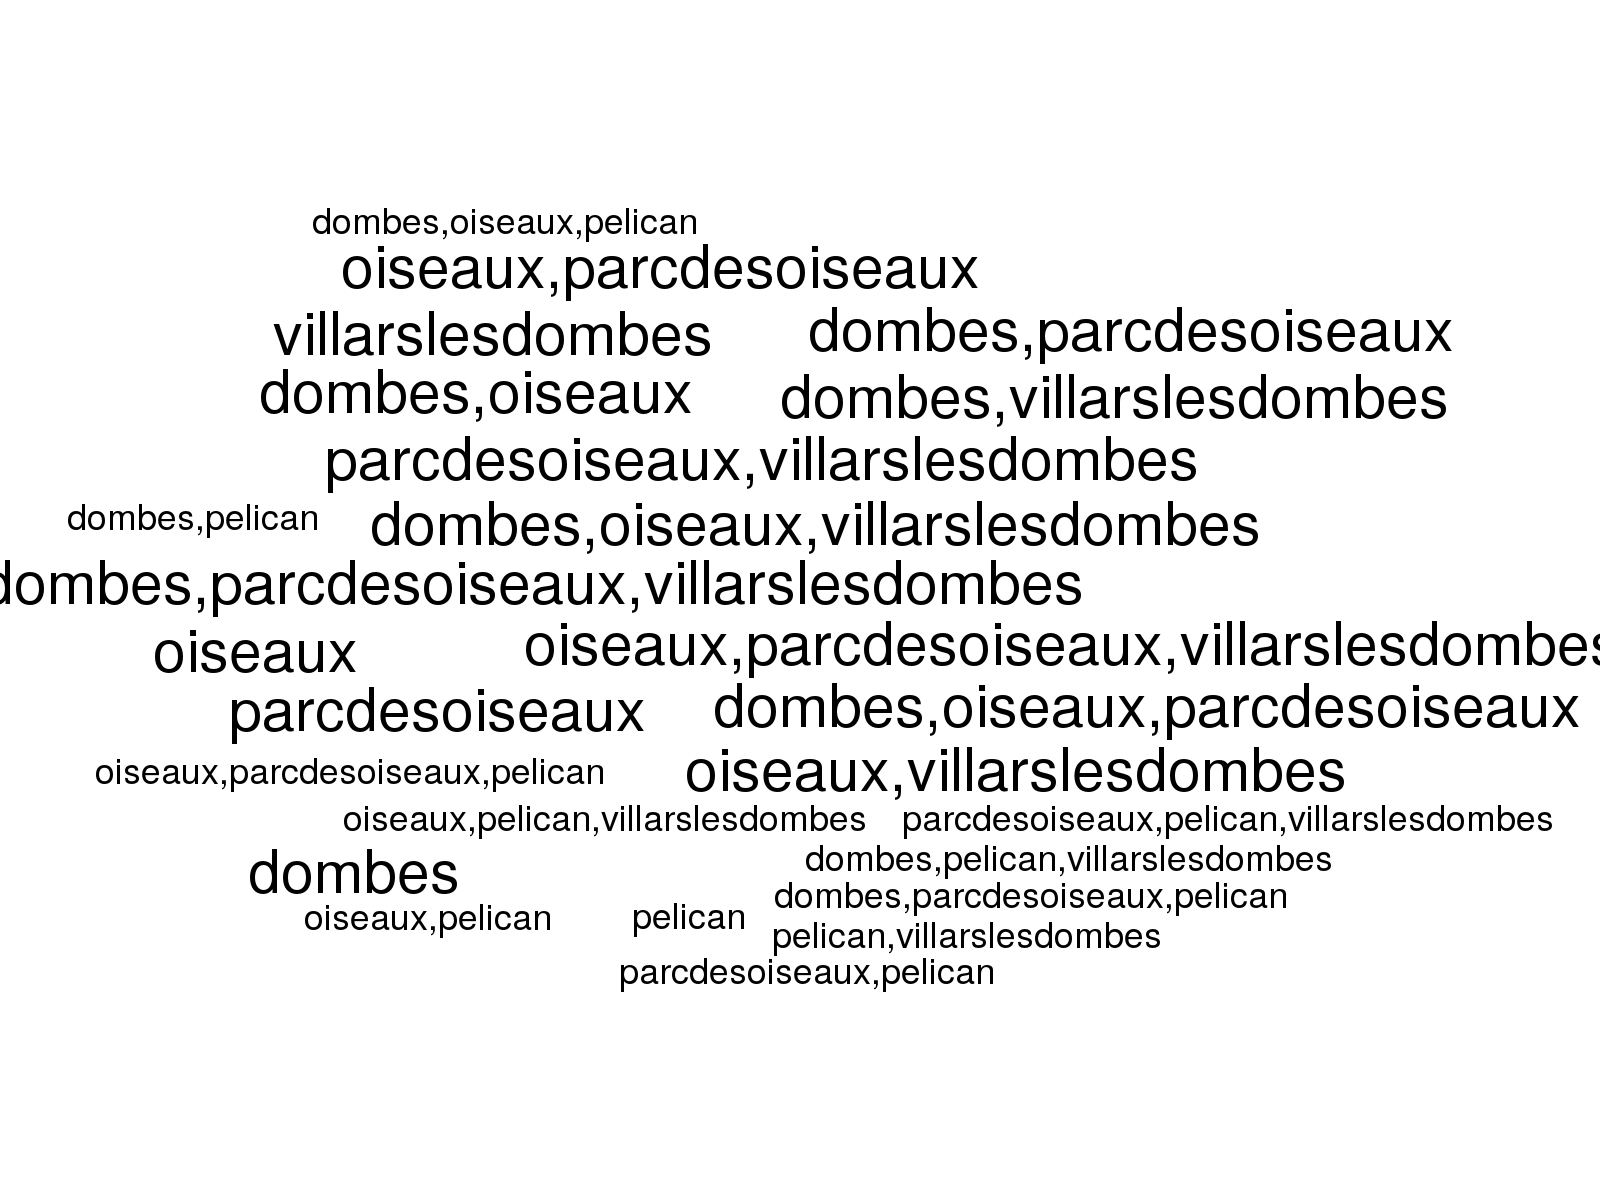 dombes,oiseaux,pelican
oiseaux,parcdesoiseaux
villarslesdombes
dombes,parcdesoiseaux
dombes,oiseaux
dombes,villarslesdombes
parcdesoiseaux,villarslesdombes
dombes,pelican
dombes,oiseaux,villarslesdombes
dombes,parcdesoiseaux,villarslesdombes
oiseaux
oiseaux,parcdesoiseaux,villarslesdombes
parcdesoiseaux
dombes,oiseaux,parcdesoiseaux
oiseaux,parcdesoiseaux,pelican
oiseaux,villarslesdombes
oiseaux,pelican,villarslesdombes
parcdesoiseaux,pelican,villarslesdombes
dombes
dombes,pelican,villarslesdombes
dombes,parcdesoiseaux,pelican
oiseaux,pelican
pelican
pelican,villarslesdombes
parcdesoiseaux,pelican